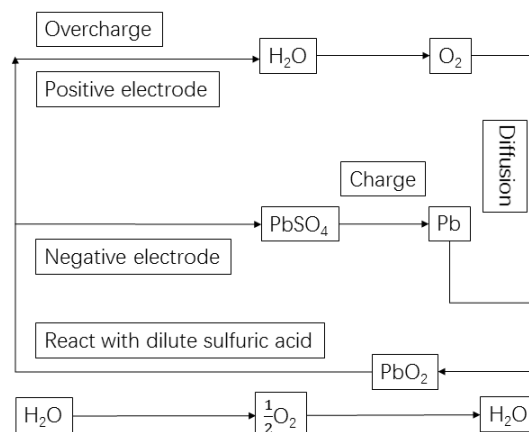 Overcharge
H₂O
O₂
Positive electrode
Diffusion
Charge
PbSO₄
Pb
Negative electrode
React with dilute sulfuric acid
PbO₂
H₂O
½O₂
H₂O